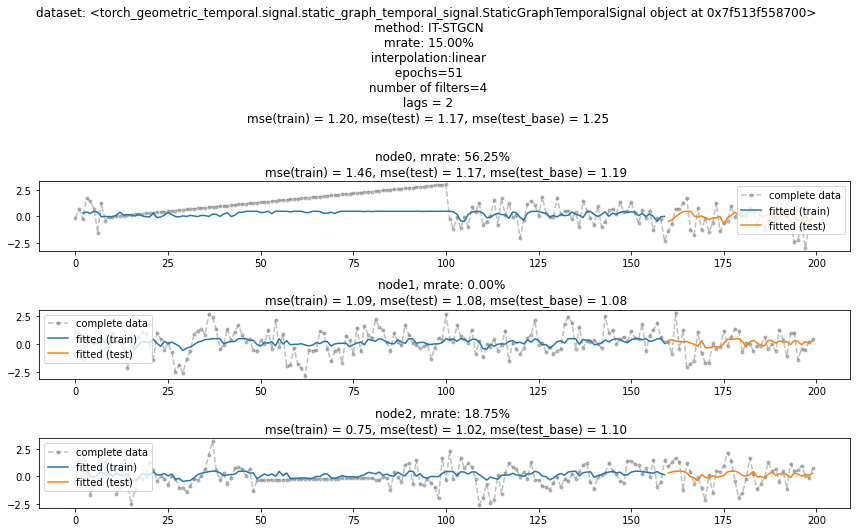 dataset: <torch_geometric_temporal.signal.static_graph_temporal_signal.StaticGraphTemporalSignal object at 0x7f513f558700>
method: IT-STGCN
mrate: 15.00%
interpolation:linear
epochs=51
number of filters=4
lags = 2
mse(train) = 1.20, mse(test) = 1.17, mse(test_base) = 1.25
node0, mrate: 56.25%
mse(train) = 1.46, mse(test) = 1.17, mse(test_base) = 1.19
2.5
0.0
−2.5
complete data
fitted (train)
fitted (test)
0 25 50 75 100 125 150 175 200
node1, mrate: 0.00%
mse(train) = 1.09, mse(test) = 1.08, mse(test_base) = 1.08
2.5
0.0
−2.5
complete data
fitted (train)
fitted (test)
0 25 50 75 100 125 150 175 200
node2, mrate: 18.75%
mse(train) = 0.75, mse(test) = 1.02, mse(test_base) = 1.10
2.5
0.0
−2.5
complete data
fitted (train)
fitted (test)
0 25 50 75 100 125 150 175 200